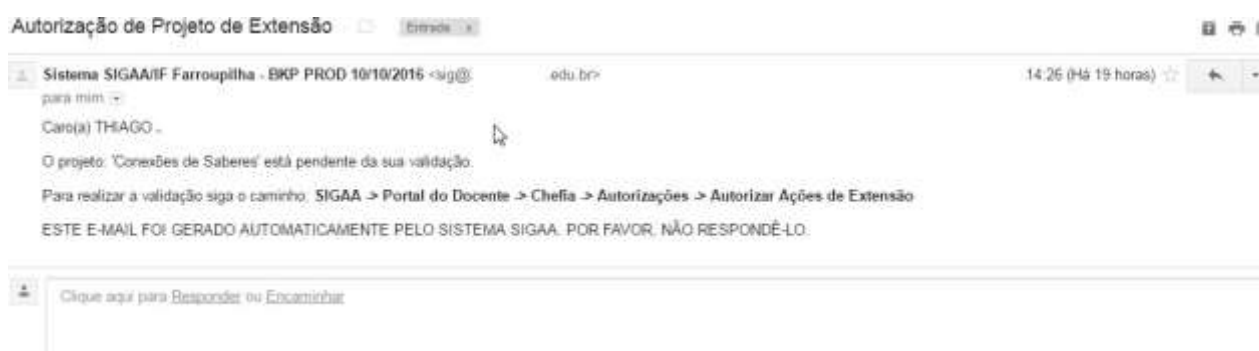 Autorização de Projeto de Extensão
Entrada x
Sistema SIGAA/IF Farroupilha - BKP PROD 10/10/2016 <sig@ edu.br>
14:26 (Há 19 horas)
para mim
Caro(a) THIAGO ..
O projeto: 'Conexões de Saberes' está pendente da sua validação.
Para realizar a validação siga o caminho: SIGAA -> Portal do Docente -> Chefia -> Autorizações -> Autorizar Ações de Extensão
ESTE E-MAIL FOI GERADO AUTOMATICAMENTE PELO SISTEMA SIGAA. POR FAVOR, NÃO RESPONDÊ-LO.
Clique aqui para Responder ou Encaminhar